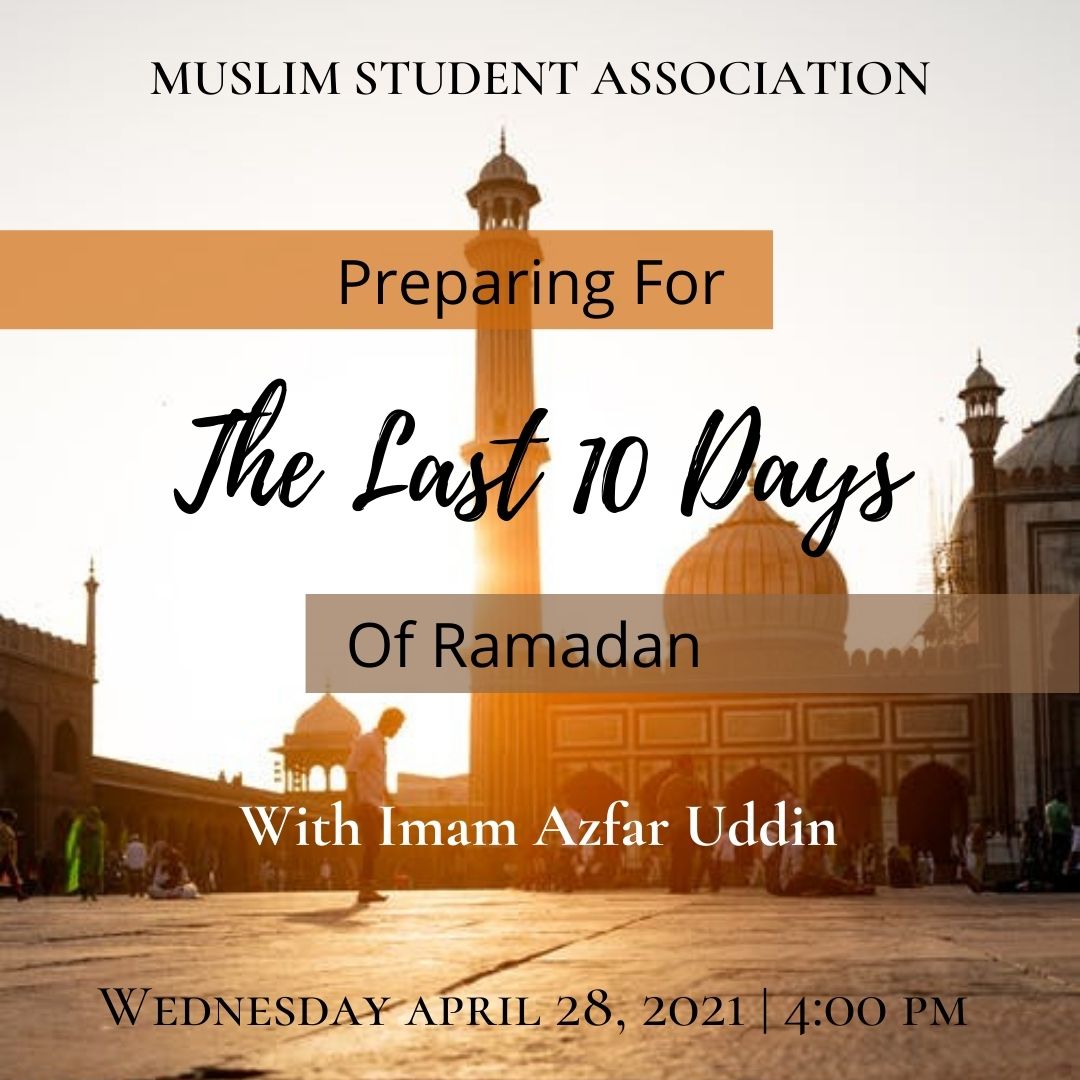 MUSLIM STUDENT ASSOCIATION
Preparing For
The Last 10 Days
Of Ramadan
With Imam Azfar Uddin
Wednesday april 28, 2021 | 4:00 pm